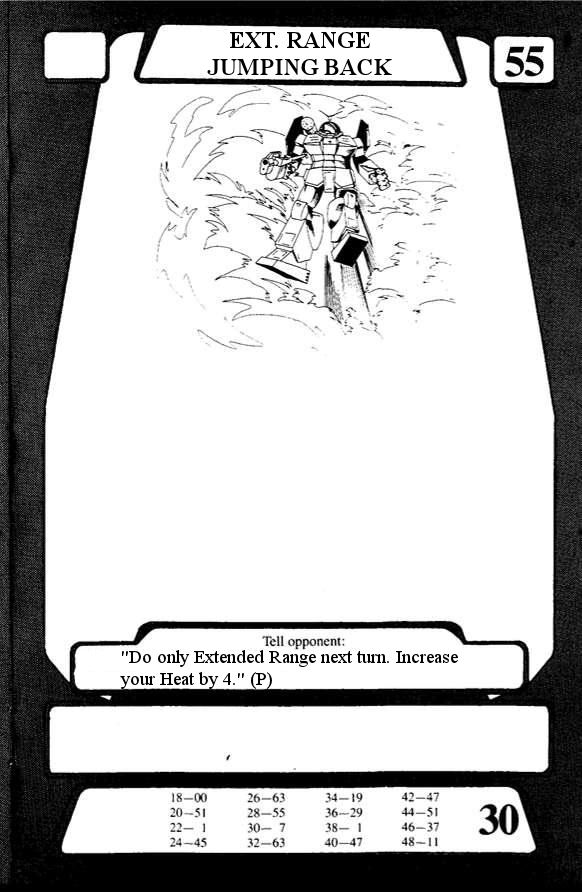 EXT. RANGE
JUMPING BACK
55
Tell opponent:
"Do only Extended Range next turn. Increase
your Heat by 4." (P)
18—00 26—63 34—19 42—47
20—51 28—55 36—29 44—51
22— 1 30— 7 38— 1 46—37
24—45 32—63 40—47 48—11
30